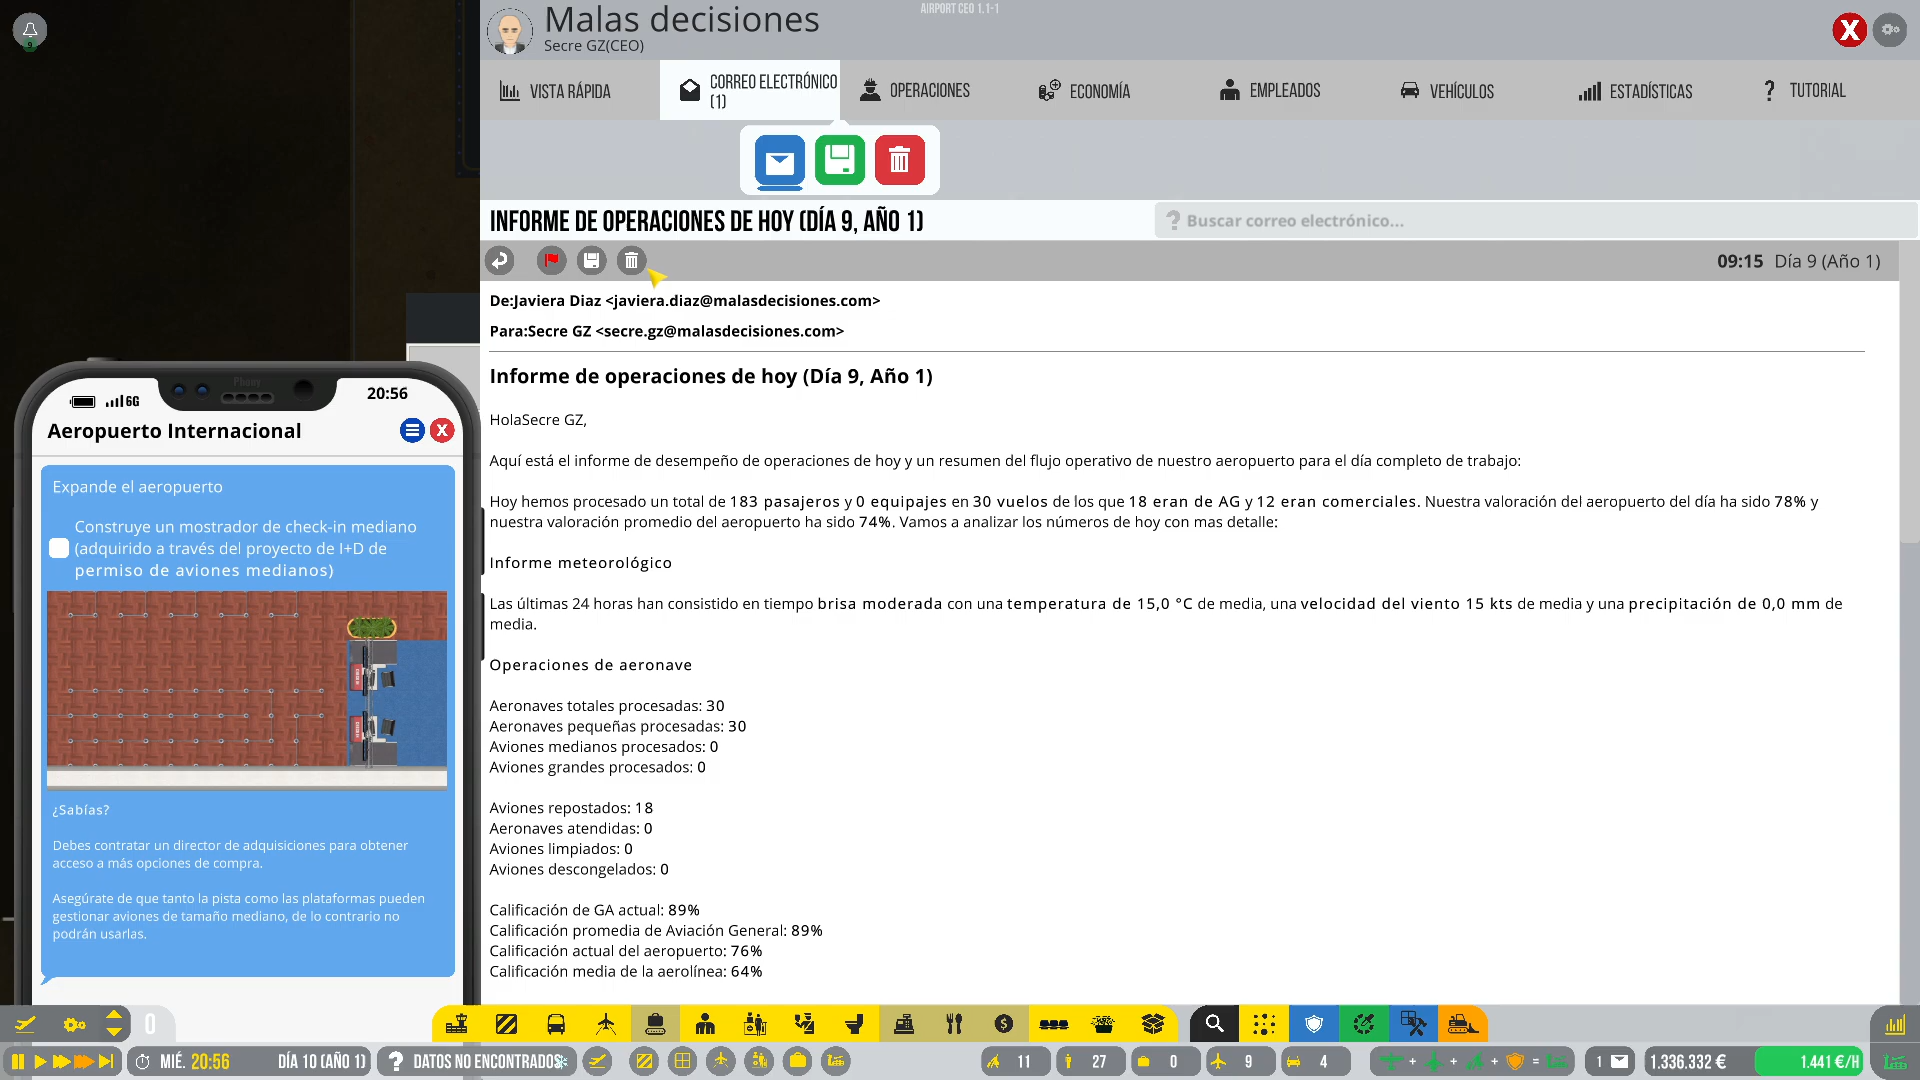 AIRPORT CEO 1.1-1
9
Malas decisiones
Secre GZ(CEO)
X
VISTA RÁPIDA
CORREO ELECTRÓNICO
(1)
OPERACIONES
ECONOMÍA
EMPLEADOS
VEHÍCULOS
ESTADÍSTICAS
? TUTORIAL
INFORME DE OPERACIONES DE HOY (DÍA 9, AÑO 1)
? Buscar correo electrónico...
09:15 Día 9 (Año 1)
De:Javiera Diaz <javiera.diaz@malasdecisiones.com>
Para:Secre GZ <secre.gz@malasdecisiones.com>
Informe de operaciones de hoy (Día 9, Año 1)
HolaSecre GZ,
Aquí está el informe de desempeño de operaciones de hoy y un resumen del flujo operativo de nuestro aeropuerto para el día completo de trabajo:
Hoy hemos procesado un total de 183 pasajeros y 0 equipajes en 30 vuelos de los que 18 eran de AG y 12 eran comerciales. Nuestra valoración del aeropuerto del día ha sido 78% y
nuestra valoración promedio del aeropuerto ha sido 74%. Vamos a analizar los números de hoy con mas detalle:
Informe meteorológico
Las últimas 24 horas han consistido en tiempo brisa moderada con una temperatura de 15,0 °C de media, una velocidad del viento 15 kts de media y una precipitación de 0,0 mm de
media.
Operaciones de aeronave
Aeronaves totales procesadas: 30
Aeronaves pequeñas procesadas: 30
Aviones medianos procesados: 0
Aviones grandes procesados: 0
Aviones repostados: 18
Aeronaves atendidas: 0
Aviones limpiados: 0
Aviones descongelados: 0
Calificación de GA actual: 89%
Calificación promedia de Aviación General: 89%
Calificación actual del aeropuerto: 76%
Calificación media de la aerolínea: 64%
Phony
6G
20:56
Aeropuerto Internacional
X
Expande el aeropuerto
Construye un mostrador de check-in mediano
(adquirido a través del proyecto de I+D de
permiso de aviones medianos)
¿Sabías?
Debes contratar un director de adquisiciones para obtener
acceso a más opciones de compra.
Asegúrate de que tanto la pista como las plataformas pueden
gestionar aviones de tamaño mediano, de lo contrario no
podrán usarlas.
0
MIÉ. 20:56
DÍA 10 (AÑO 1)
? DATOS NO ENCONTRADOS
11
27
0
9
4
+ + + =
1
1.336.332 €
1.441 €/H